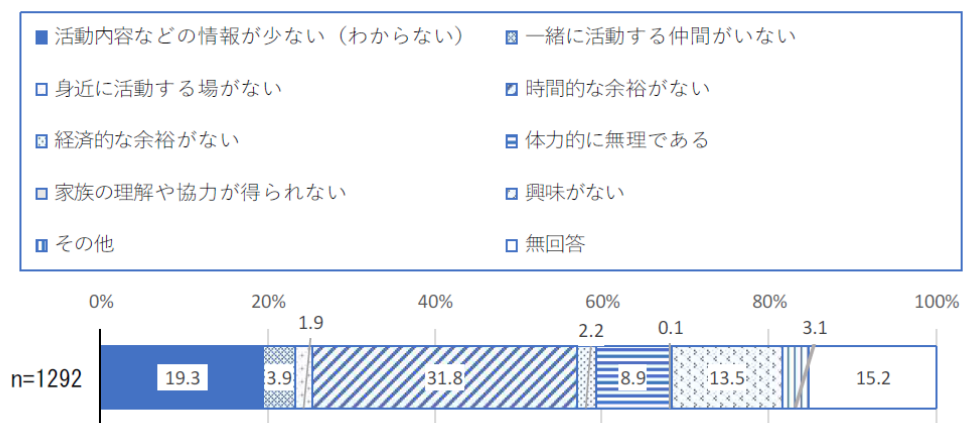 活動内容などの情報が少ない（わからない） 一緒に活動する仲間がいない
身近に活動する場がない 時間的な余裕がない
経済的な余裕がない 体力的に無理である
家族の理解や協力が得られない 興味がない
その他 無回答
0% 20% 40% 60% 80% 100%
1.9 2.2 0.1 3.1
n=1292 19.3 3.9 31.8 8.9 13.5 15.2